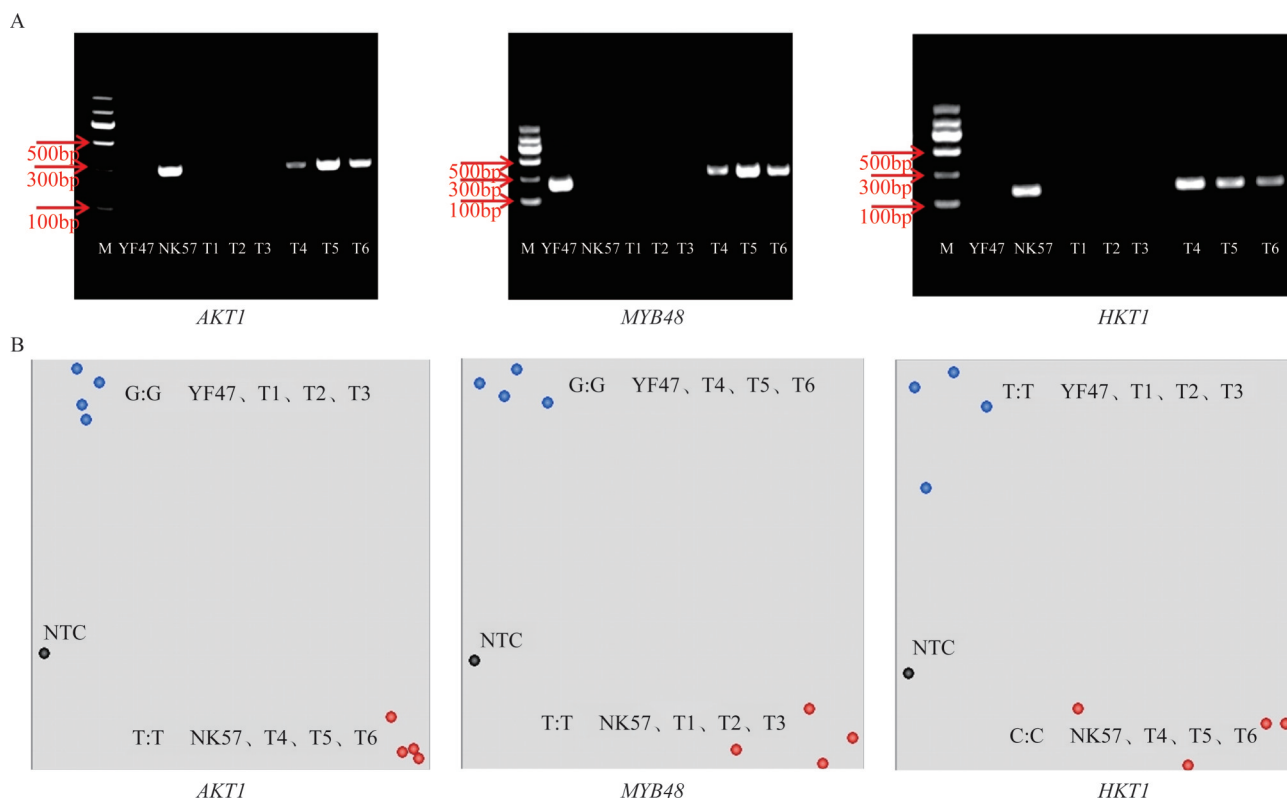 A
500bp
300bp
100bp
M YF47 NK57 T1 T2 T3 T4 T5 T6
AKT1
500bp
300bp
100bp
M YF47 NK57 T1 T2 T3 T4 T5 T6
MYB48
500bp
300bp
100bp
M YF47 NK57 T1 T2 T3 T4 T5 T6
HKT1
B
G:G YF47、T1、T2、T3
NTC
T:T NK57、T4、T5、T6
AKT1
G:G YF47、T4、T5、T6
NTC
T:T NK57、T1、T2、T3
MYB48
T:T YF47、T1、T2、T3
NTC
C:C NK57、T4、T5、T6
HKT1